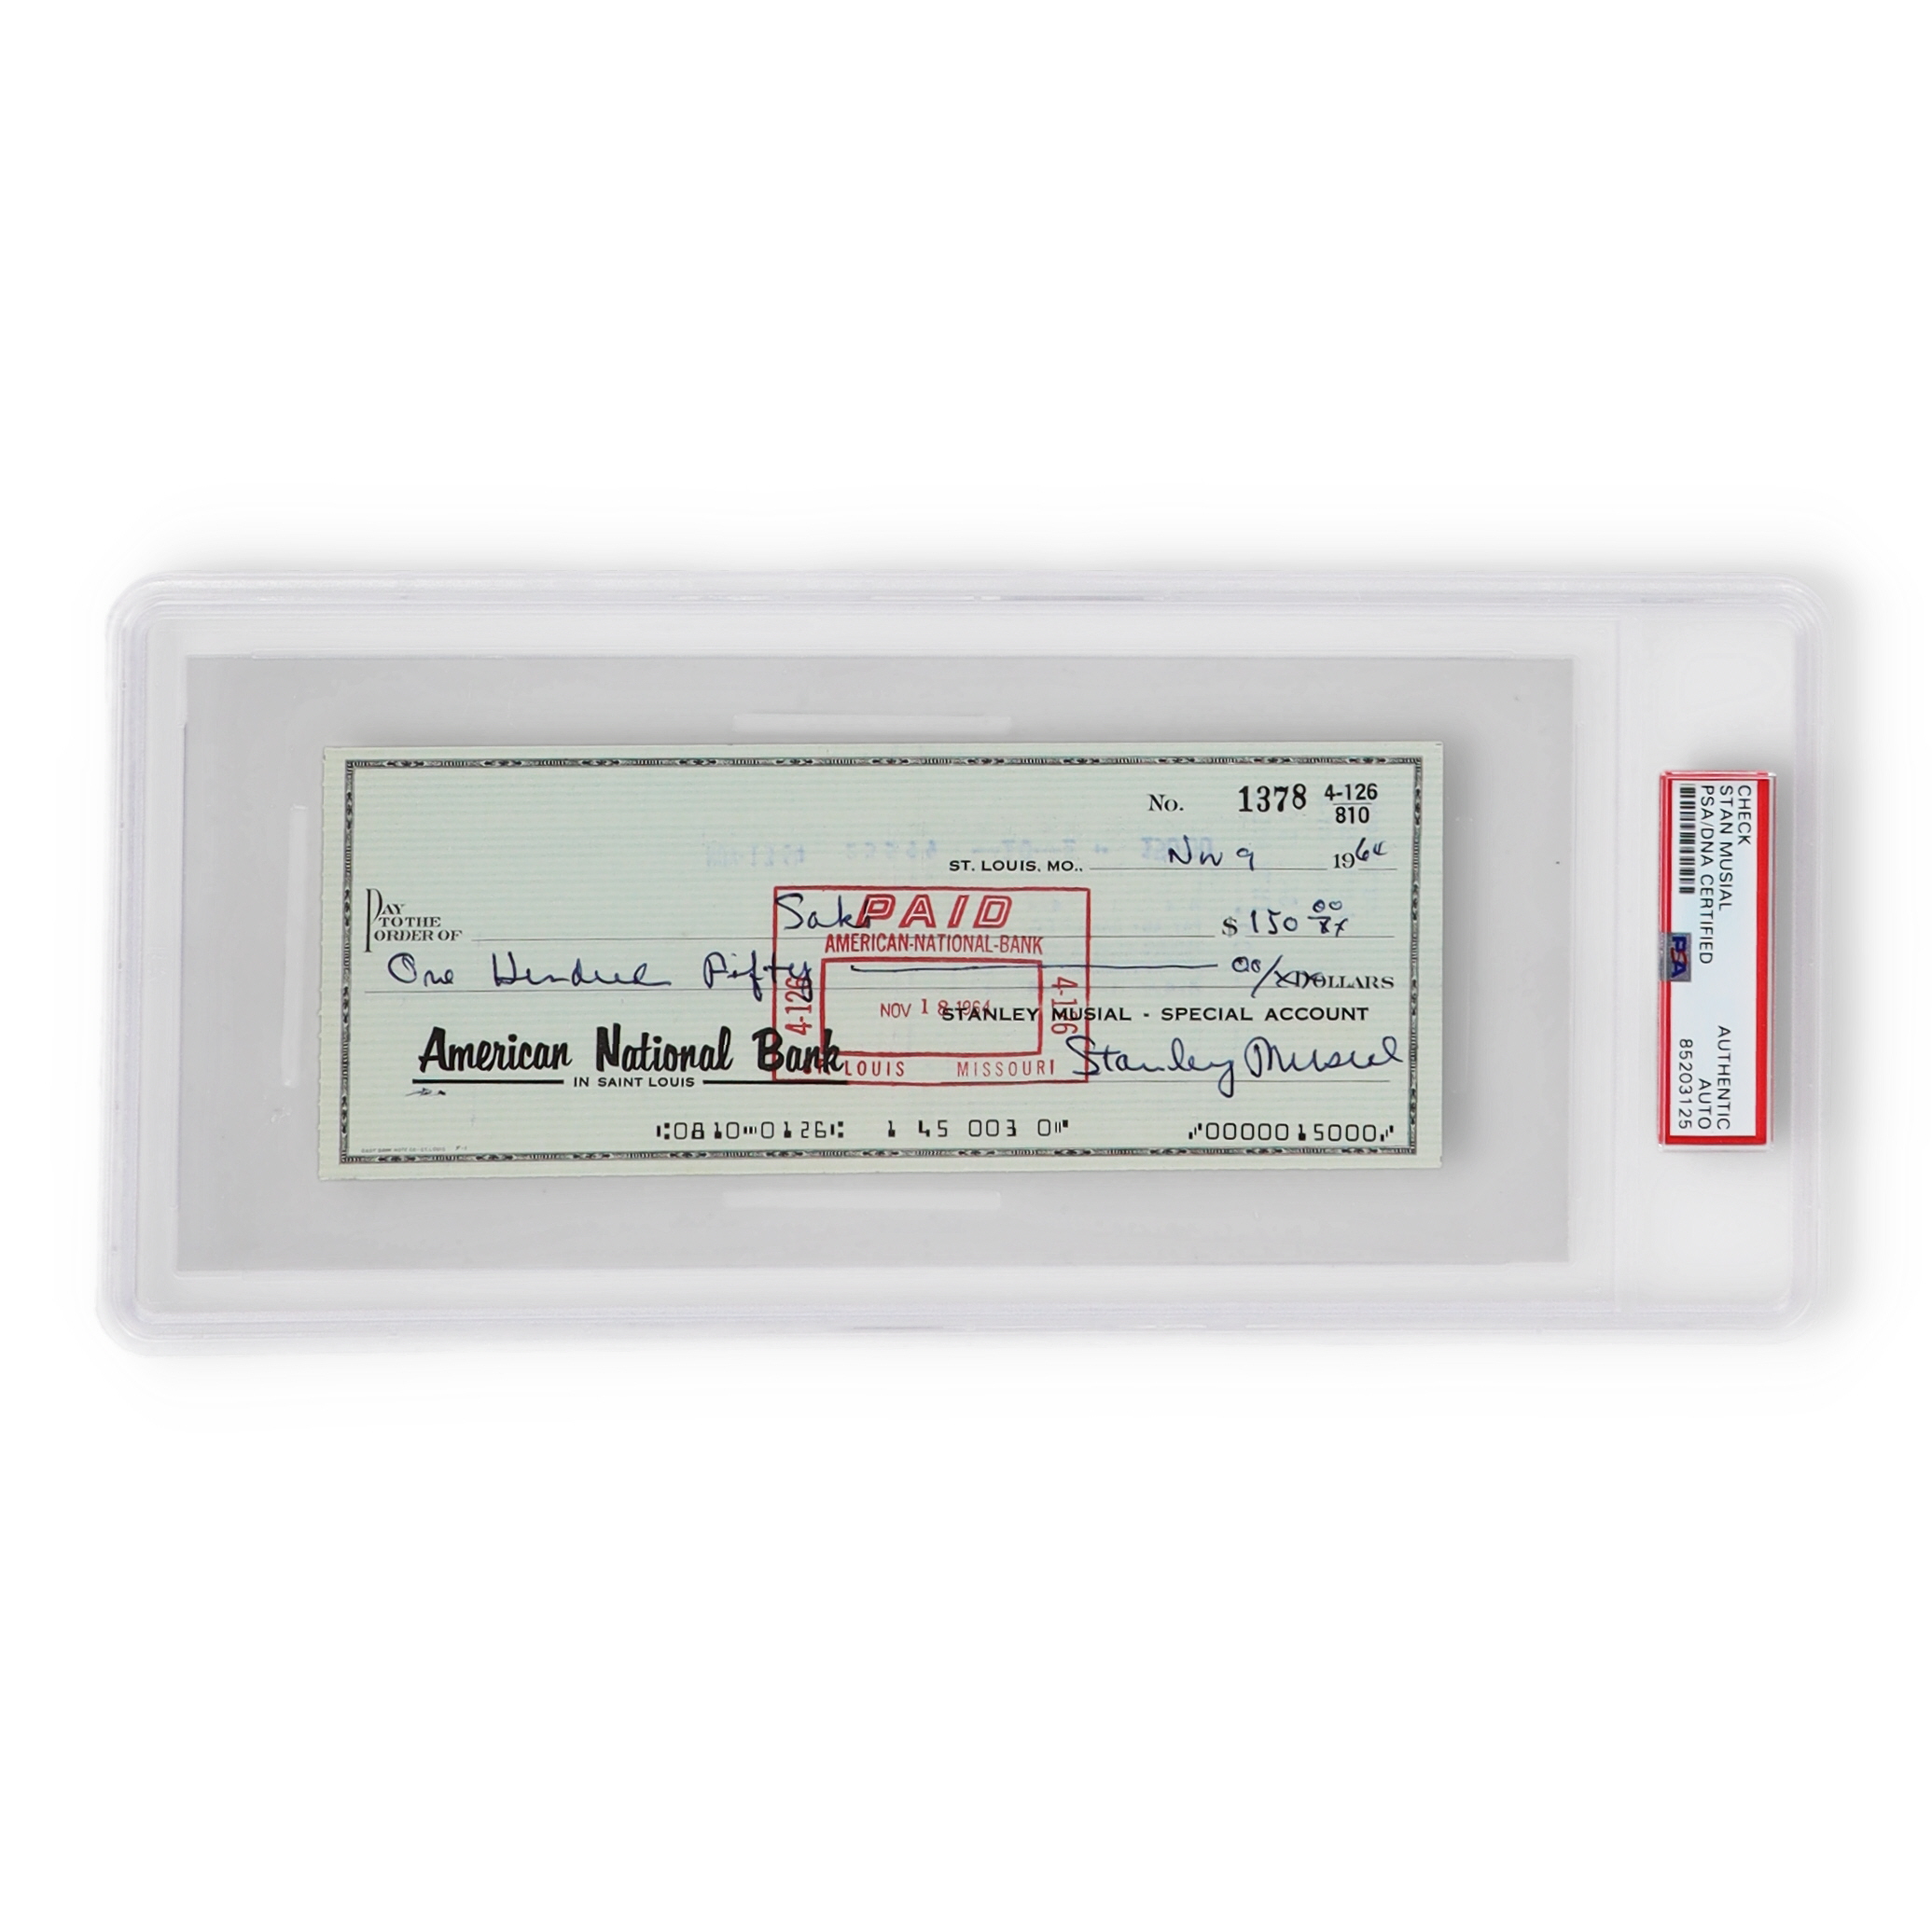 No. 1378 4-126
810
ST. LOUIS, MO., Nov 9 1964
PAY TO THE ORDER OF Saks $ 150 00/xx
One Hundred Fifty 00/xx DOLLARS
PAID
AMERICAN-NATIONAL-BANK
4-126
4-126
NOV 18 1964
LOUIS MISSOURI
STANLEY MUSIAL - SPECIAL ACCOUNT
Stanley Musial
American National Bank
IN SAINT LOUIS
⑆0810⑉0126⑆ 1 45 003 0⑈ ⑈0000015000⑈
CHECK
STAN MUSIAL
PSA/DNA CERTIFIED
AUTHENTIC
AUTO
85203125
PSA